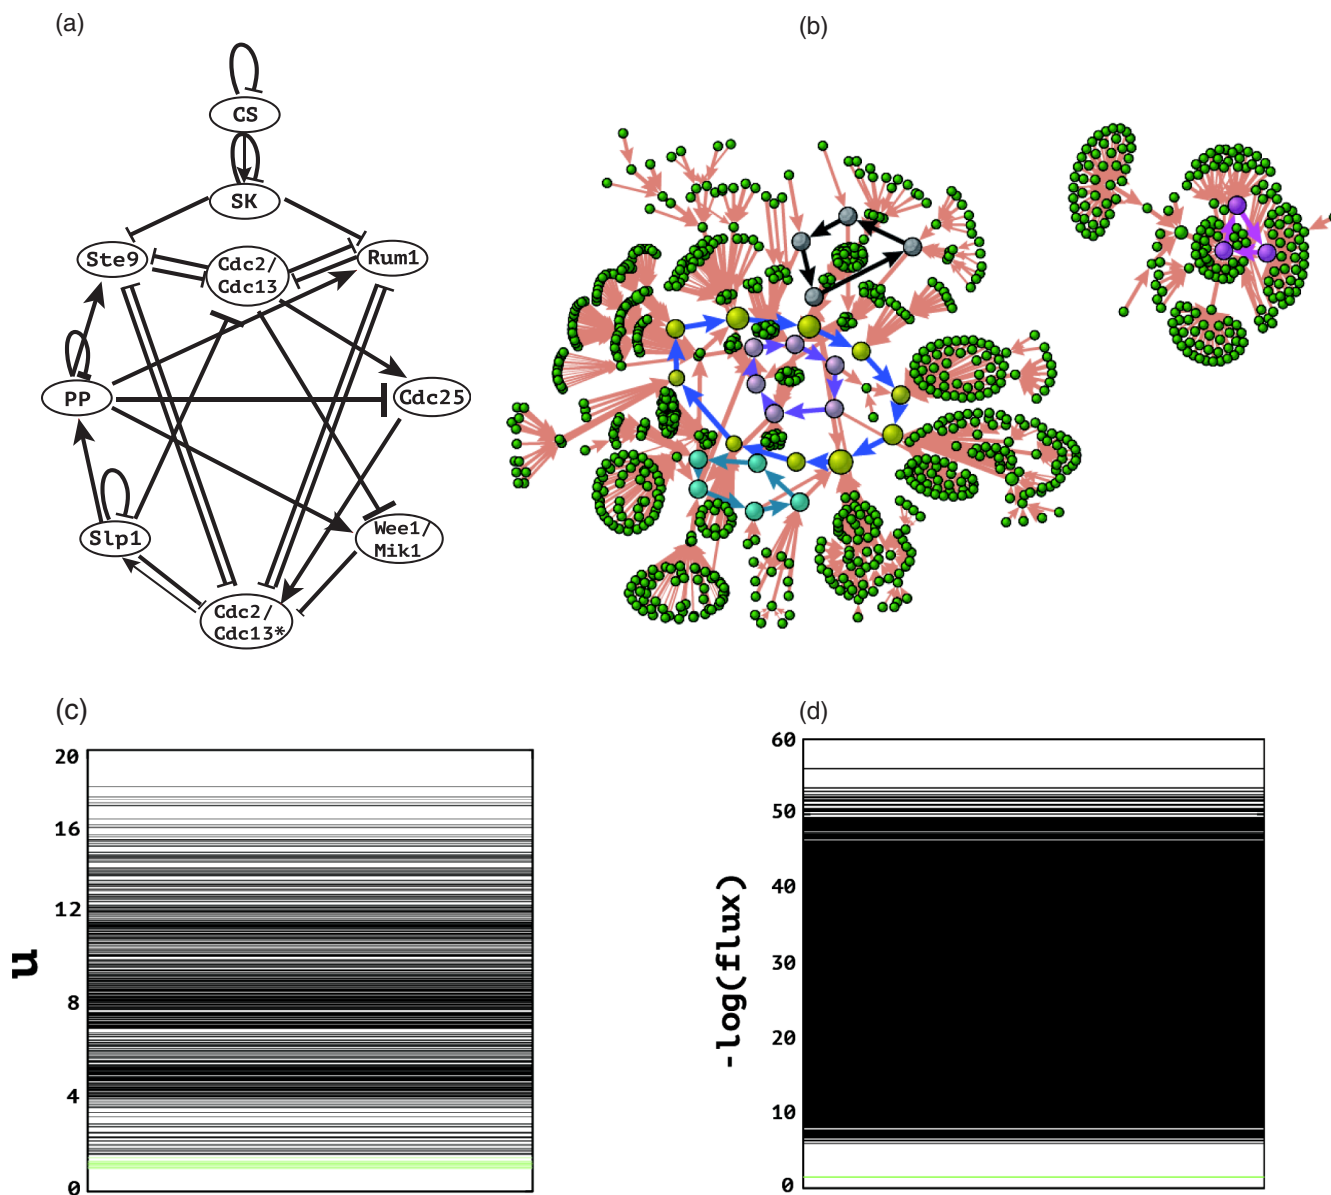 (a)
(b)
CS
SK
Ste9
Cdc2/
Cdc13
Rum1
PP
Cdc25
Slp1
Wee1/
Mik1
Cdc2/
Cdc13*
(c)
(d)
20
16
12
8
4
0
u
60
50
40
30
20
10
0
-log(flux)